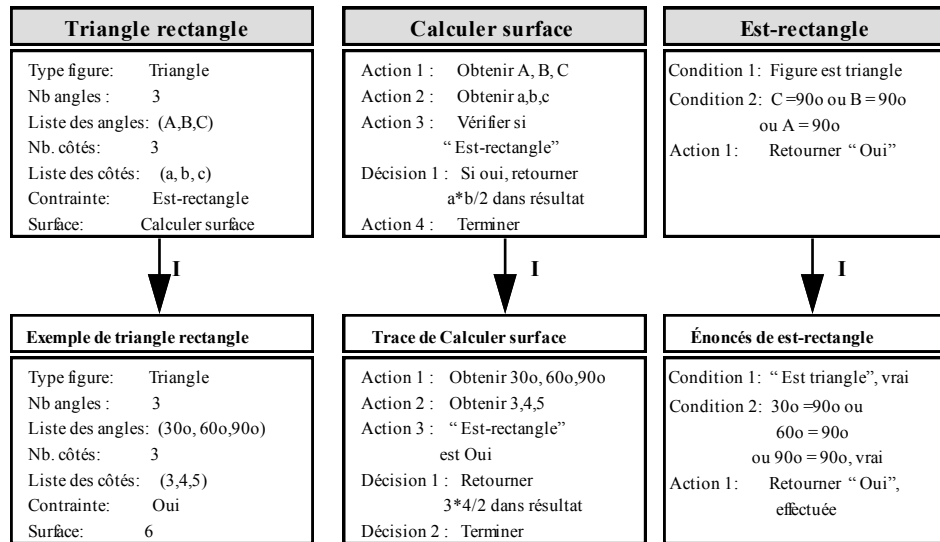 Triangle rectangle
Type figure: Triangle
Nb angles : 3
Liste des angles: (A,B,C)
Nb. côtés: 3
Liste des côtés: (a, b, c)
Contrainte: Est-rectangle
Surface: Calculer surface
Calculer surface
Action 1 : Obtenir A, B, C
Action 2 : Obtenir a,b,c
Action 3 : Vérifier si
“ Est-rectangle”
Décision 1 : Si oui, retourner
a*b/2 dans résultat
Action 4 : Terminer
Est-rectangle
Condition 1: Figure est triangle
Condition 2: C =90o ou B = 90o
ou A = 90o
Action 1: Retourner “ Oui”
I
I
I
Exemple de triangle rectangle
Type figure: Triangle
Nb angles : 3
Liste des angles: (30o, 60o,90o)
Nb. côtés: 3
Liste des côtés: (3,4,5)
Contrainte: Oui
Surface: 6
Trace de Calculer surface
Action 1 : Obtenir 30o, 60o,90o
Action 2 : Obtenir 3,4,5
Action 3 : “ Est-rectangle”
est Oui
Décision 1 : Retourner
3*4/2 dans résultat
Décision 2 : Terminer
Énoncés de est-rectangle
Condition 1: “ Est triangle”, vrai
Condition 2: 30o =90o ou
60o = 90o
ou 90o = 90o, vrai
Action 1: Retourner “ Oui”,
effectuée